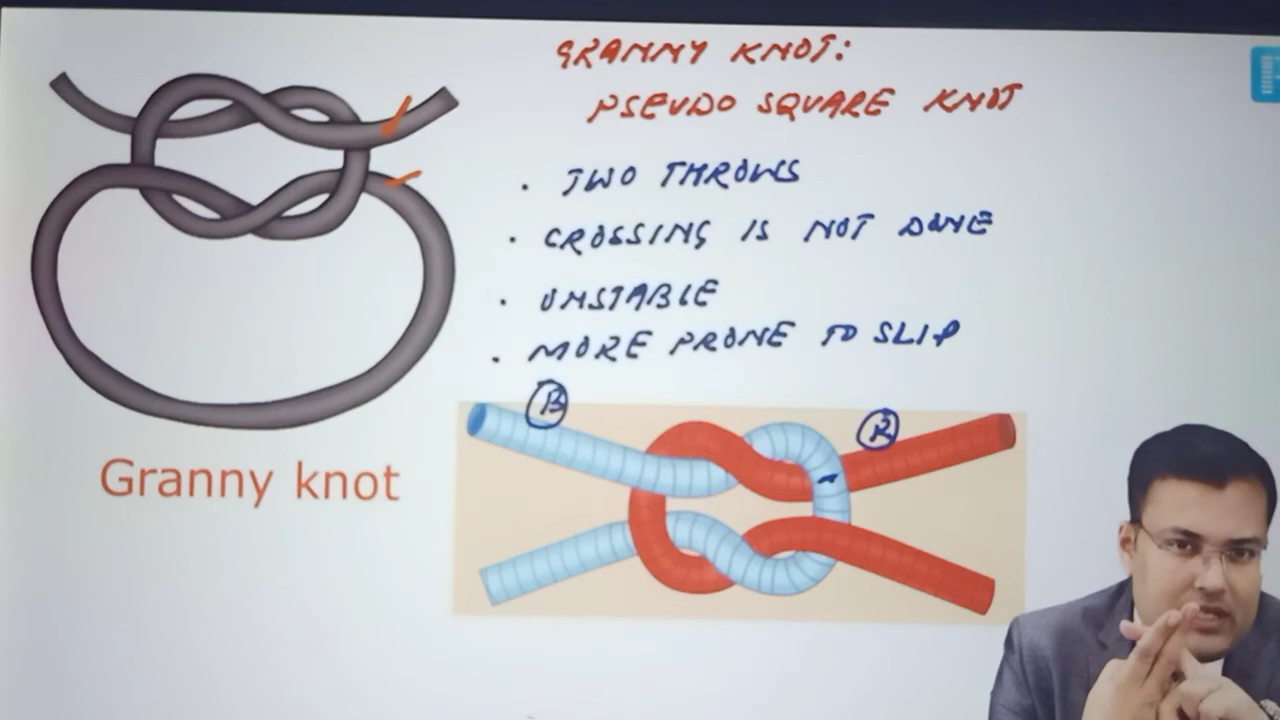 GRANNY KNOT:
PSEUDO SQUARE KNOT
. TWO THROWS
. CROSSING IS NOT DONE
. UNSTABLE
. MORE PRONE TO SLIP
B
R
Granny knot